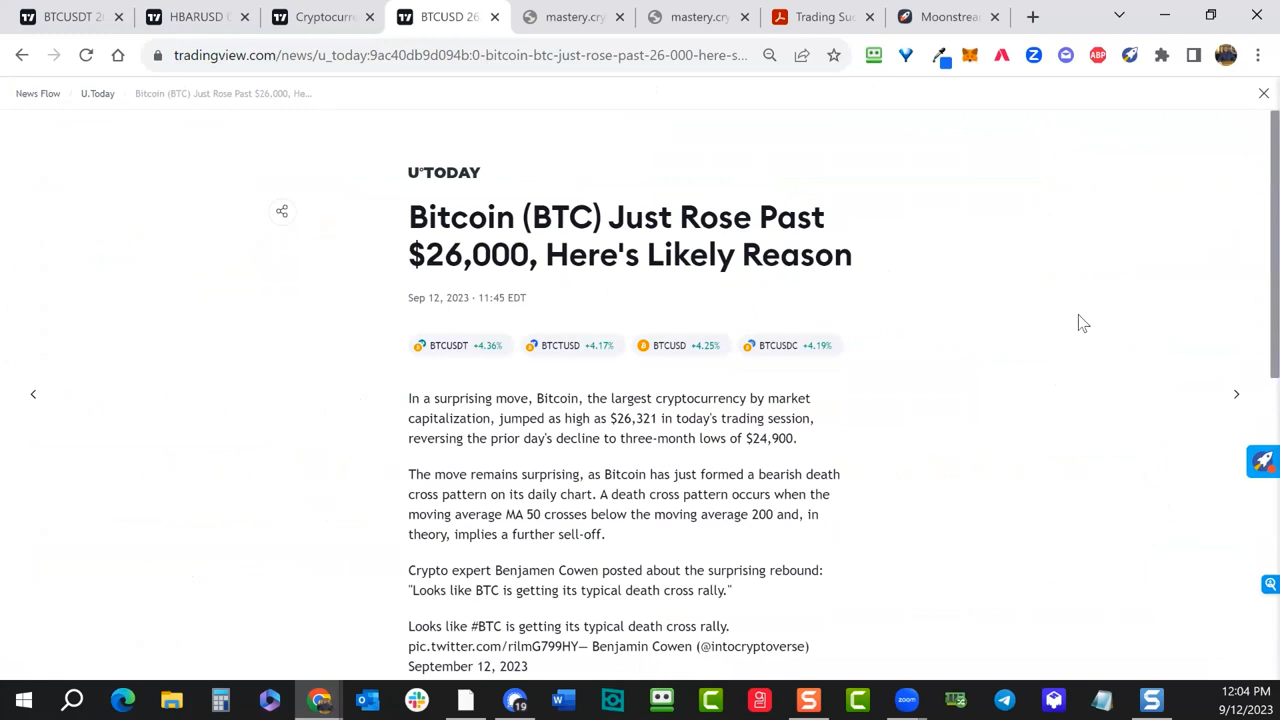 BTCUSDT 26
HBARUSD
Cryptocurr
BTCUSD 26
mastery.cry
mastery.cry
Trading Su
Moonstrea
tradingview.com/news/u_today:9ac40db9d094b:0-bitcoin-btc-just-rose-past-26-000-here-s...
ABP
News Flow
U.Today
Bitcoin (BTC) Just Rose Past $26,000, He...
U°TODAY
Bitcoin (BTC) Just Rose Past
$26,000, Here's Likely Reason
Sep 12, 2023 · 11:45 EDT
BTCUSDT +4.36%
BTCTUSD +4.17%
BTCUSD +4.25%
BTCUSDC +4.19%
In a surprising move, Bitcoin, the largest cryptocurrency by market
capitalization, jumped as high as $26,321 in today's trading session,
reversing the prior day's decline to three-month lows of $24,900.
The move remains surprising, as Bitcoin has just formed a bearish death
cross pattern on its daily chart. A death cross pattern occurs when the
moving average MA 50 crosses below the moving average 200 and, in
theory, implies a further sell-off.
Crypto expert Benjamen Cowen posted about the surprising rebound:
"Looks like BTC is getting its typical death cross rally."
Looks like #BTC is getting its typical death cross rally.
pic.twitter.com/rilmG799HY— Benjamin Cowen (@intocryptoverse)
September 12, 2023
19
12:04 PM
9/12/2023